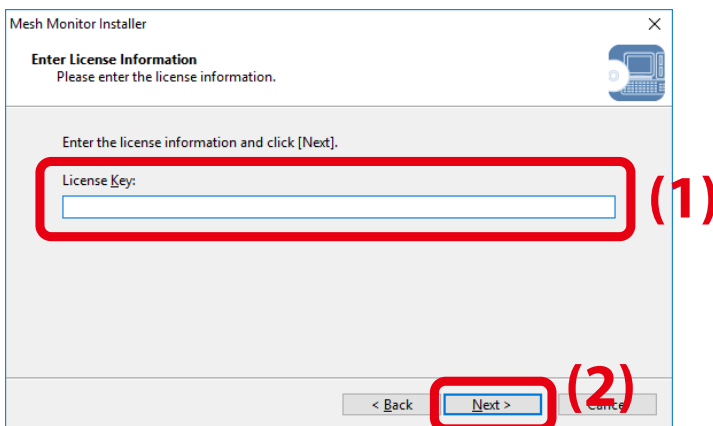 Mesh Monitor Installer
Enter License Information
Please enter the license information.
Enter the license information and click [Next].
License Key:
(1)
(2)
< Back Next > Cancel